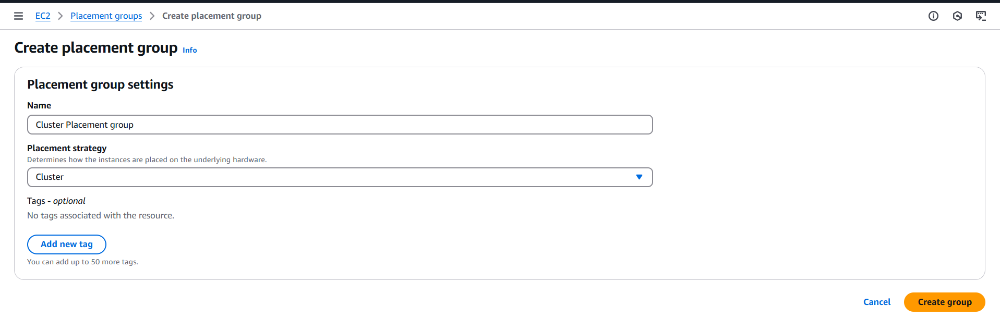 EC2 Placement groups Create placement group
Create placement group Info
Placement group settings
Name
Cluster Placement group
Placement strategy
Determines how the instances are placed on the underlying hardware.
Cluster
Tags - optional
No tags associated with the resource.
Add new tag
You can add up to 50 more tags.
Cancel Create group